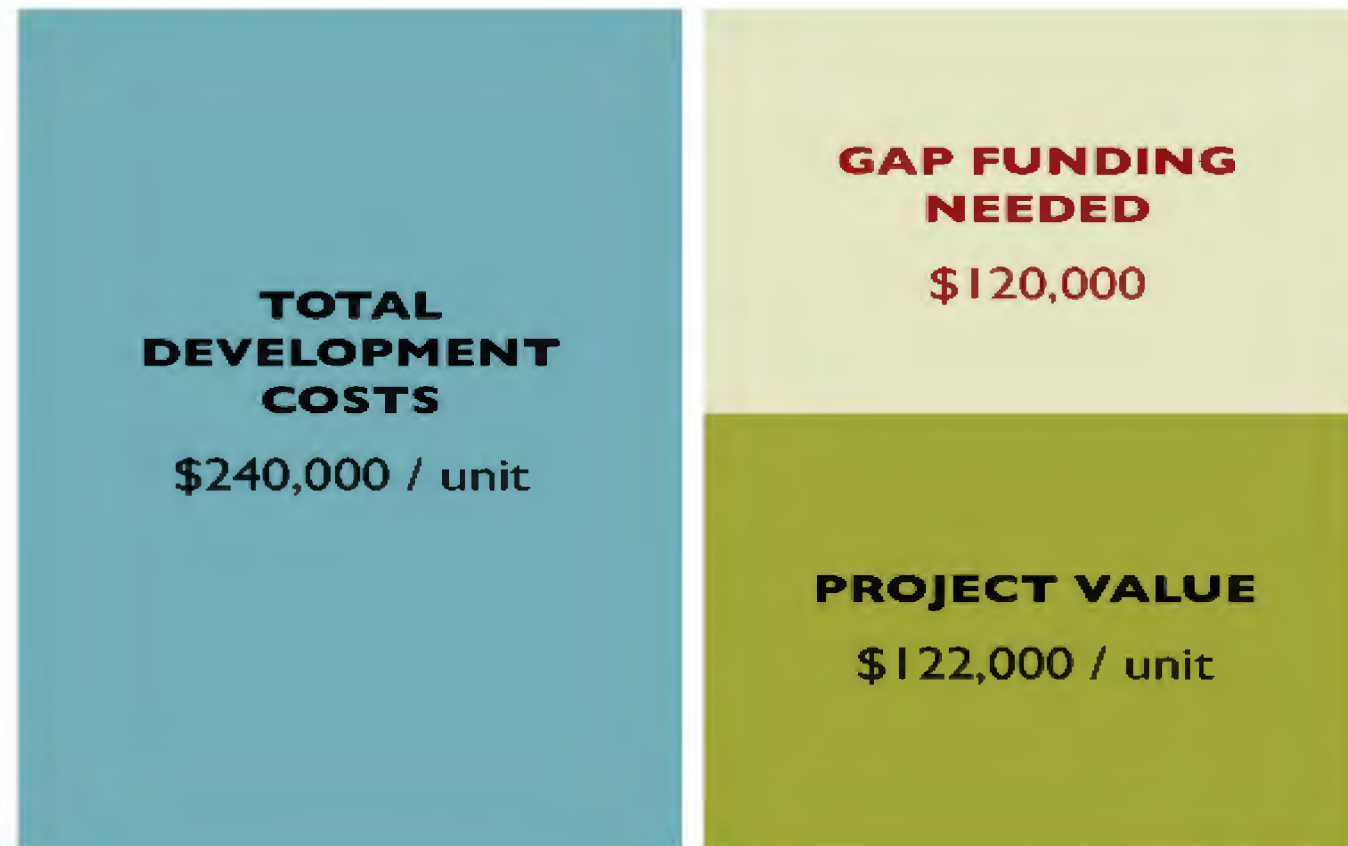 TOTAL
DEVELOPMENT
COSTS
$240,000 / unit
GAP FUNDING
NEEDED
$120,000
PROJECT VALUE
$122,000 / unit